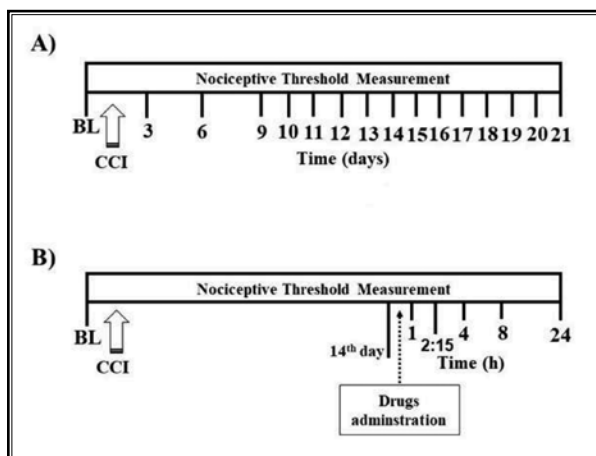 A)
Nociceptive Threshold Measurement
BL
3 6 9 10 11 12 13 14 15 16 17 18 19 20 21
CCI
Time (days)
B)
Nociceptive Threshold Measurement
BL
14th day
1 2:15 4 8 24
CCI
Time (h)
Drugs
adminstration